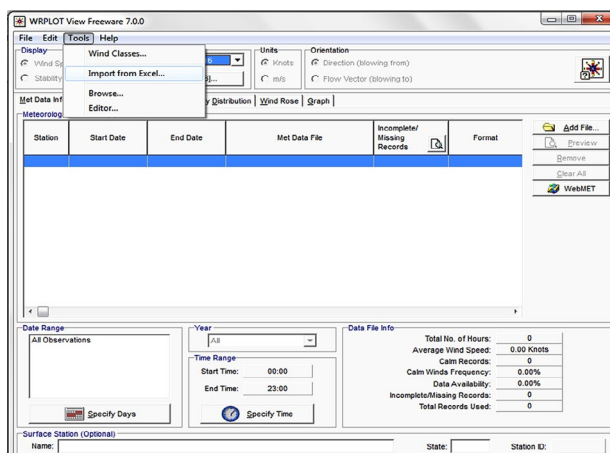 WRPLOT View Freeware 7.0.0
File Edit Tools Help
Display
Units
Orientation
Wind Classes...
Import from Excel...
Browse...
Editor...
Knots
m/s
Direction (blowing from)
Flow Vector (blowing to)
Stability
Met Data Inf
Distribution
Wind Rose
Graph
Meteorolog
Station
Start Date
End Date
Met Data File
Incomplete/
Missing
Records
Format
Add File...
Preview
Remove
Clear All
WebMET
Date Range
All Observations
Specify Days
Year
All
Time Range
Start Time: 00:00
End Time: 23:00
Specify Time
Data File Info
Total No. of Hours: 0
Average Wind Speed: 0.00 Knots
Calm Records: 0
Calm Winds Frequency: 0.00%
Data Availability: 0.00%
Incomplete/Missing Records: 0
Total Records Used: 0
Surface Station (Optional)
Name:
State:
Station ID: